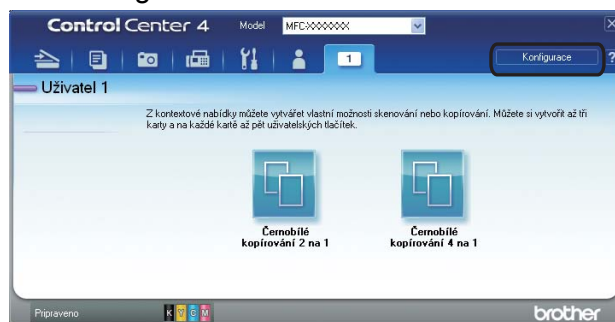 Control Center 4 Model MFC-XXXXXXX X
1 Konfigurace ?
Uživatel 1
Z kontextové nabídky můžete vytvářet vlastní možnosti skenování nebo kopírování. Můžete si vytvořit až tři
karty a na každé kartě až pět uživatelských tlačítek.
Černobílé
kopírování 2 na 1
Černobílé
kopírování 4 na 1
Připraveno K Y C M brother